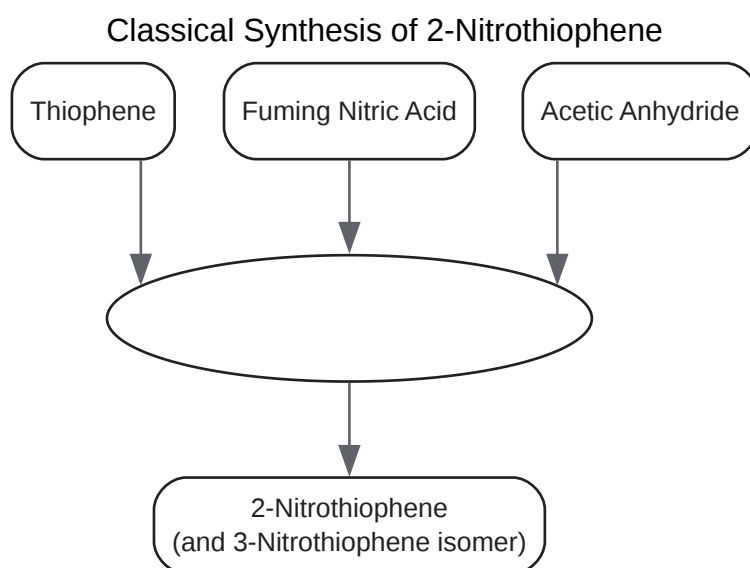 Classical Synthesis of 2-Nitrothiophene
Thiophene
Fuming Nitric Acid
Acetic Anhydride
2-Nitrothiophene
(and 3-Nitrothiophene isomer)